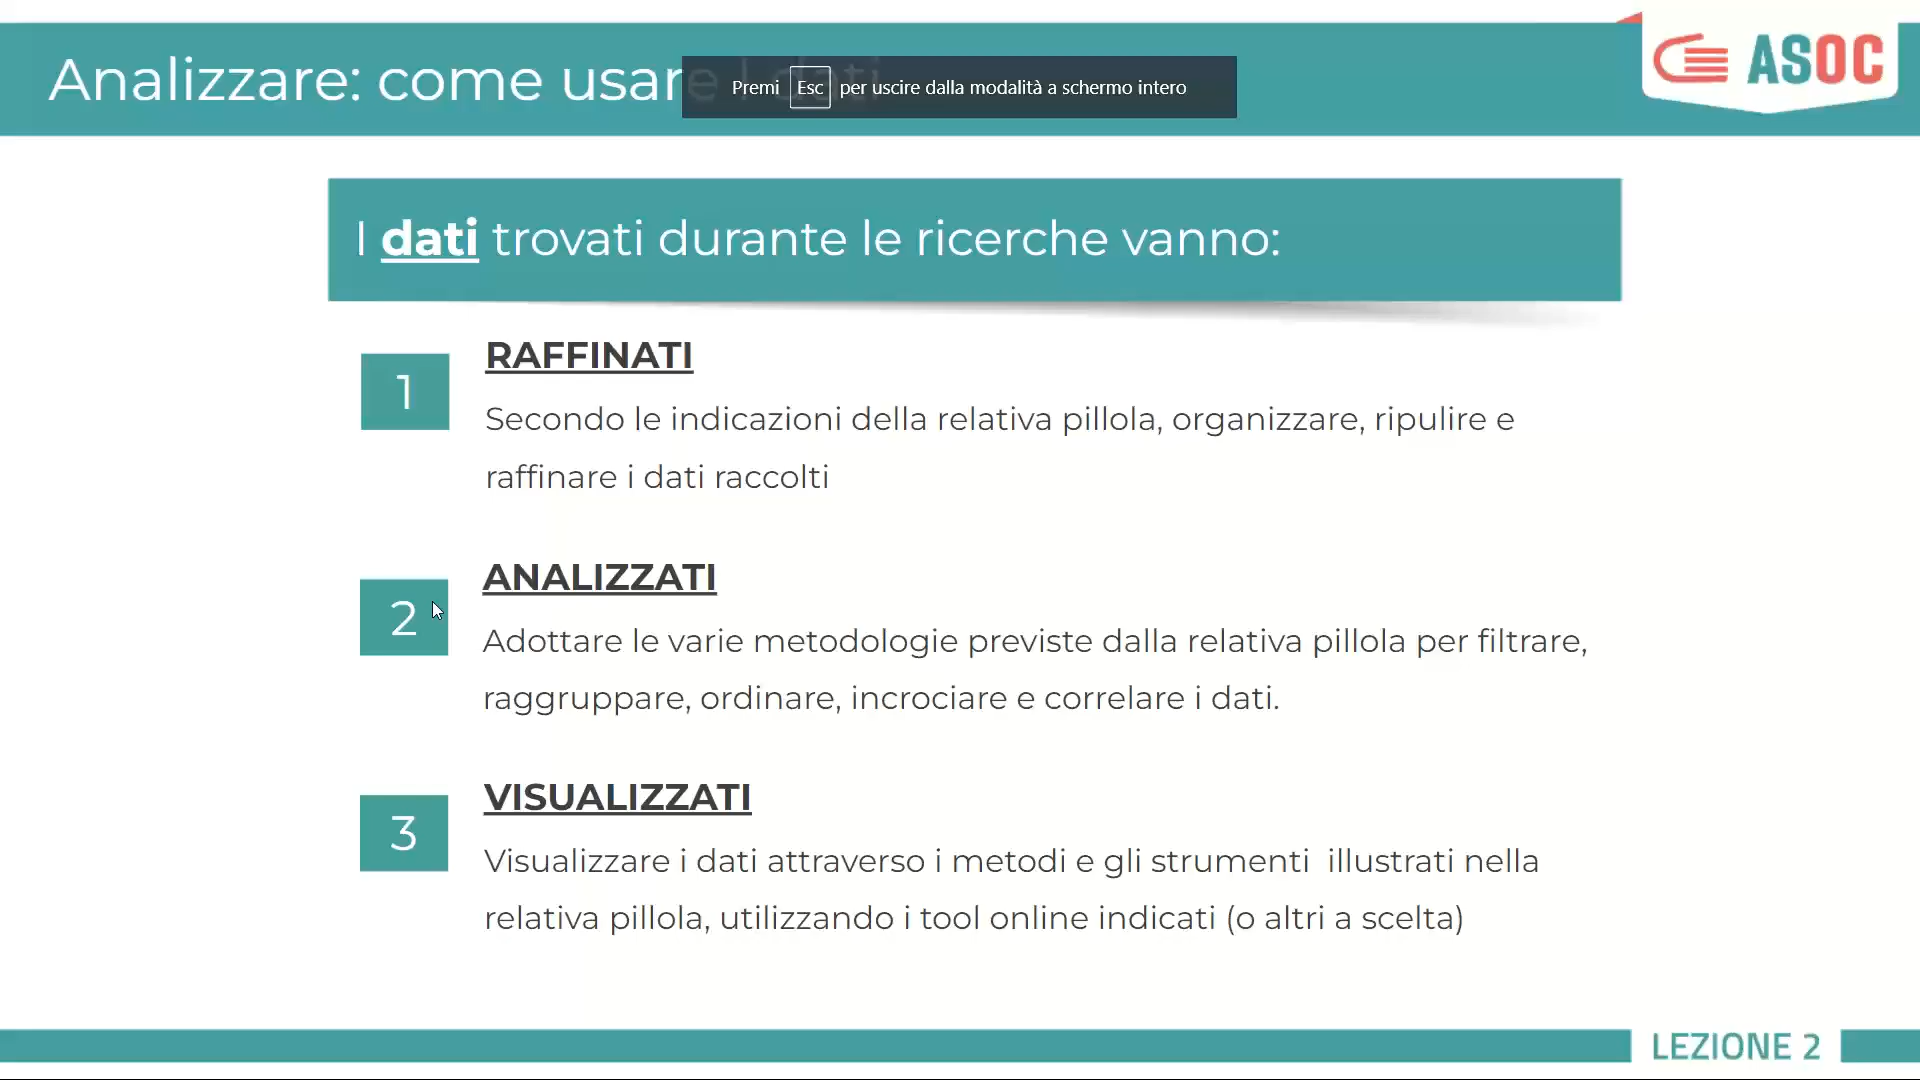 Analizzare: come usare i dati
Premi Esc per uscire dalla modalità a schermo intero
ASOC
I dati trovati durante le ricerche vanno:
1
RAFFINATI
Secondo le indicazioni della relativa pillola, organizzare, ripulire e
raffinare i dati raccolti
2
ANALIZZATI
Adottare le varie metodologie previste dalla relativa pillola per filtrare,
raggruppare, ordinare, incrociare e correlare i dati.
3
VISUALIZZATI
Visualizzare i dati attraverso i metodi e gli strumenti illustrati nella
relativa pillola, utilizzando i tool online indicati (o altri a scelta)
LEZIONE 2